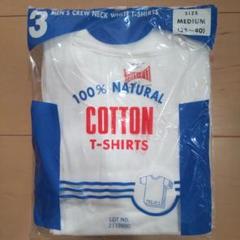 3 MEN'S CREW NECK WHITE T-SHIRTS
SIZE
MEDIUM
100% NATURAL
COTTON
T-SHIRTS
LOT NO.